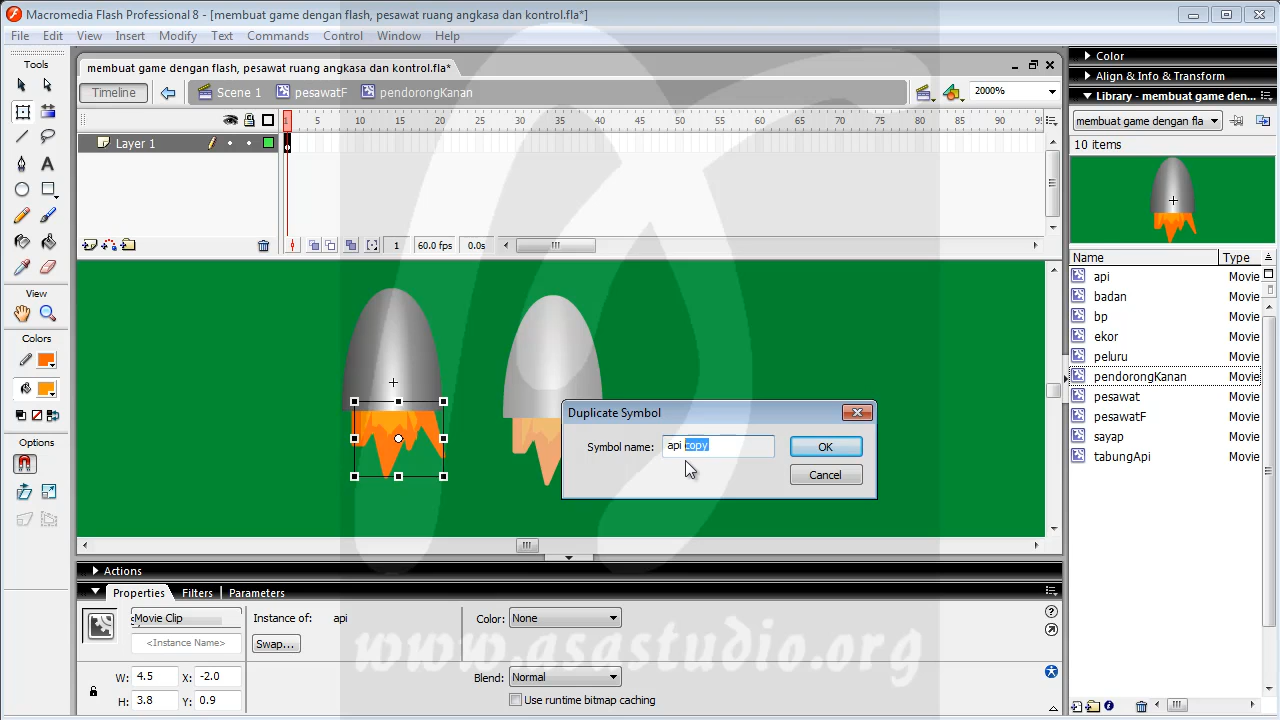 Macromedia Flash Professional 8 - [membuat game dengan flash, pesawat ruang angkasa dan kontrol.fla*]
File Edit View Insert Modify Text Commands Control Window Help
Tools
View
Colors
Options
membuat game dengan flash, pesawat ruang angkasa dan kontrol.fla*
Timeline Scene 1 pesawatF pendorongKanan 2000%
1 5 10 15 20 25 30 35 40 45 50 55 60 65 70 75 80 85 90 95
Layer 1
1 60.0 fps 0.0s
Duplicate Symbol
Symbol name: api copy OK
Cancel
Actions
Properties Filters Parameters
Movie Clip Instance of: api Color: None
<Instance Name> Swap...
www.asastudio.org
W: 4.5 X: -2.0 Blend: Normal
H: 3.8 Y: 0.9 Use runtime bitmap caching
Color
Align & Info & Transform
Library - membuat game den...
membuat game dengan fla
10 items
Name Type
api Movie
badan Movie
bp Movie
ekor Movie
peluru Movie
pendorongKanan Movie
pesawat Movie
pesawatF Movie
sayap Movie
tabungApi Movie